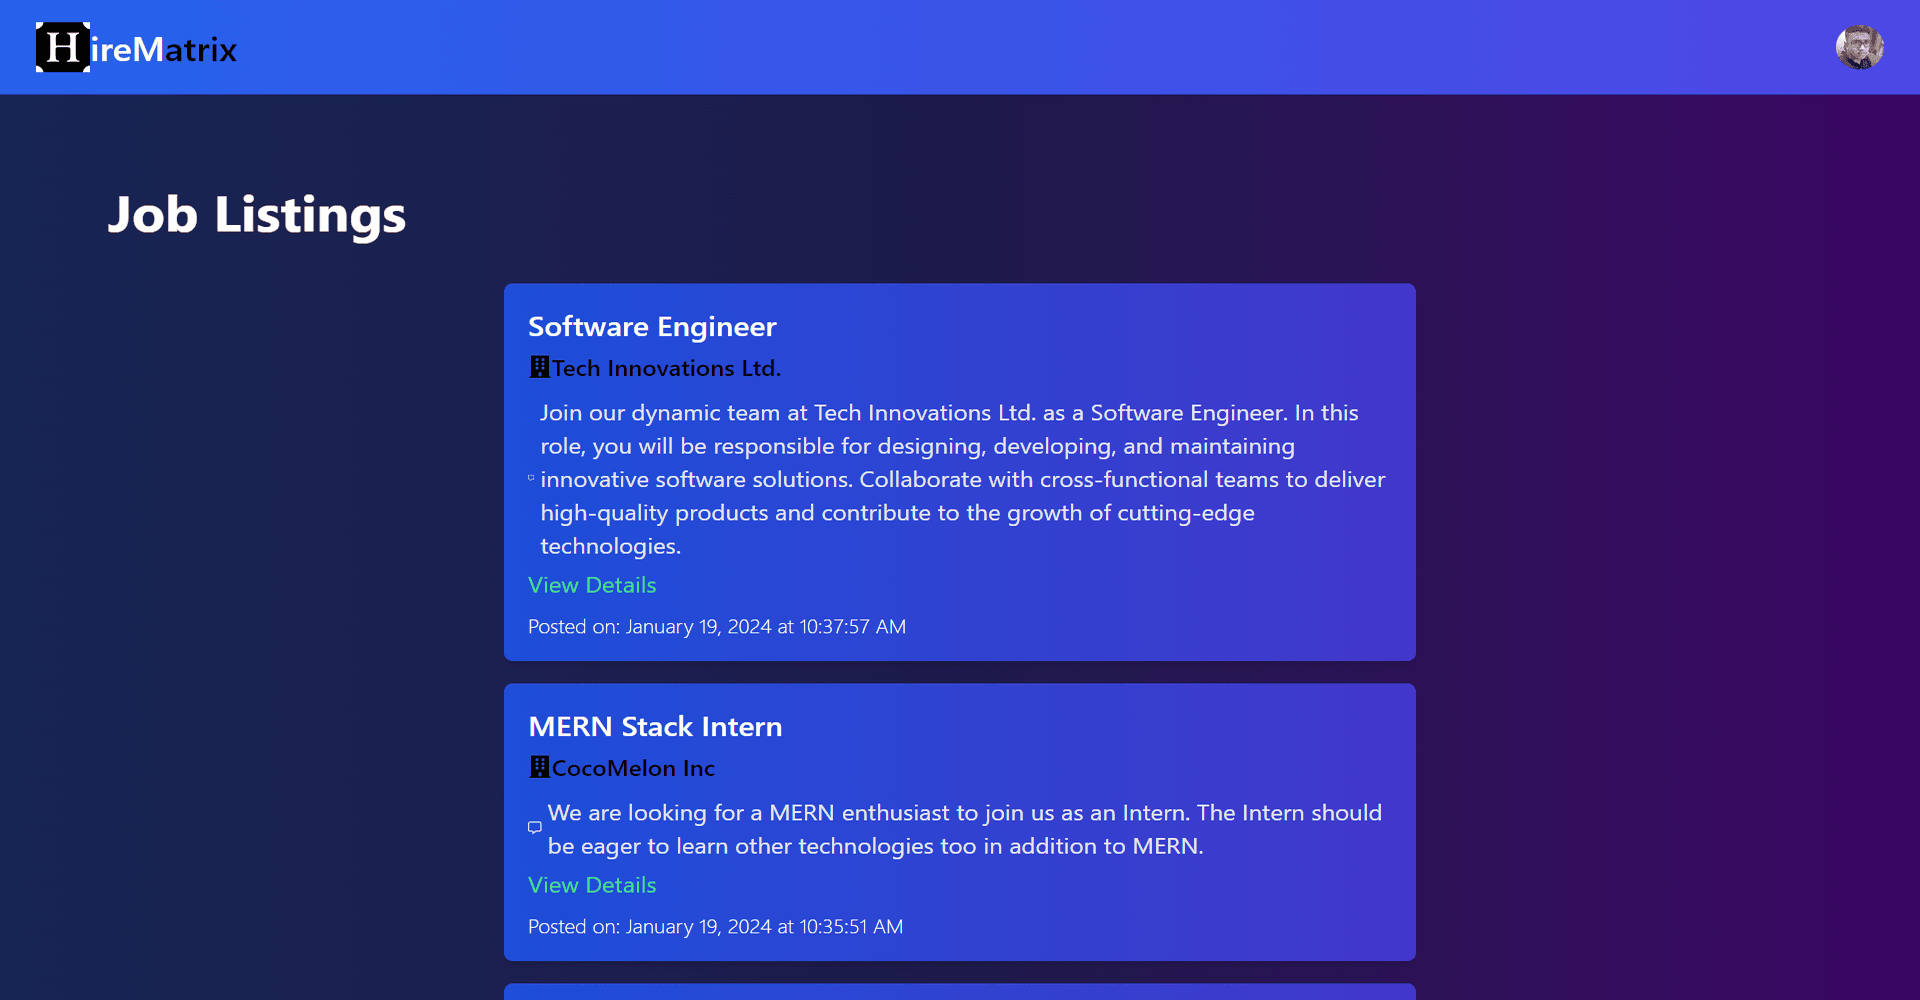 HireMatrix
Job Listings
Software Engineer
Tech Innovations Ltd.
Join our dynamic team at Tech Innovations Ltd. as a Software Engineer. In this
role, you will be responsible for designing, developing, and maintaining
innovative software solutions. Collaborate with cross-functional teams to deliver
high-quality products and contribute to the growth of cutting-edge
technologies.
View Details
Posted on: January 19, 2024 at 10:37:57 AM
MERN Stack Intern
CocoMelon Inc
We are looking for a MERN enthusiast to join us as an Intern. The Intern should
be eager to learn other technologies too in addition to MERN.
View Details
Posted on: January 19, 2024 at 10:35:51 AM